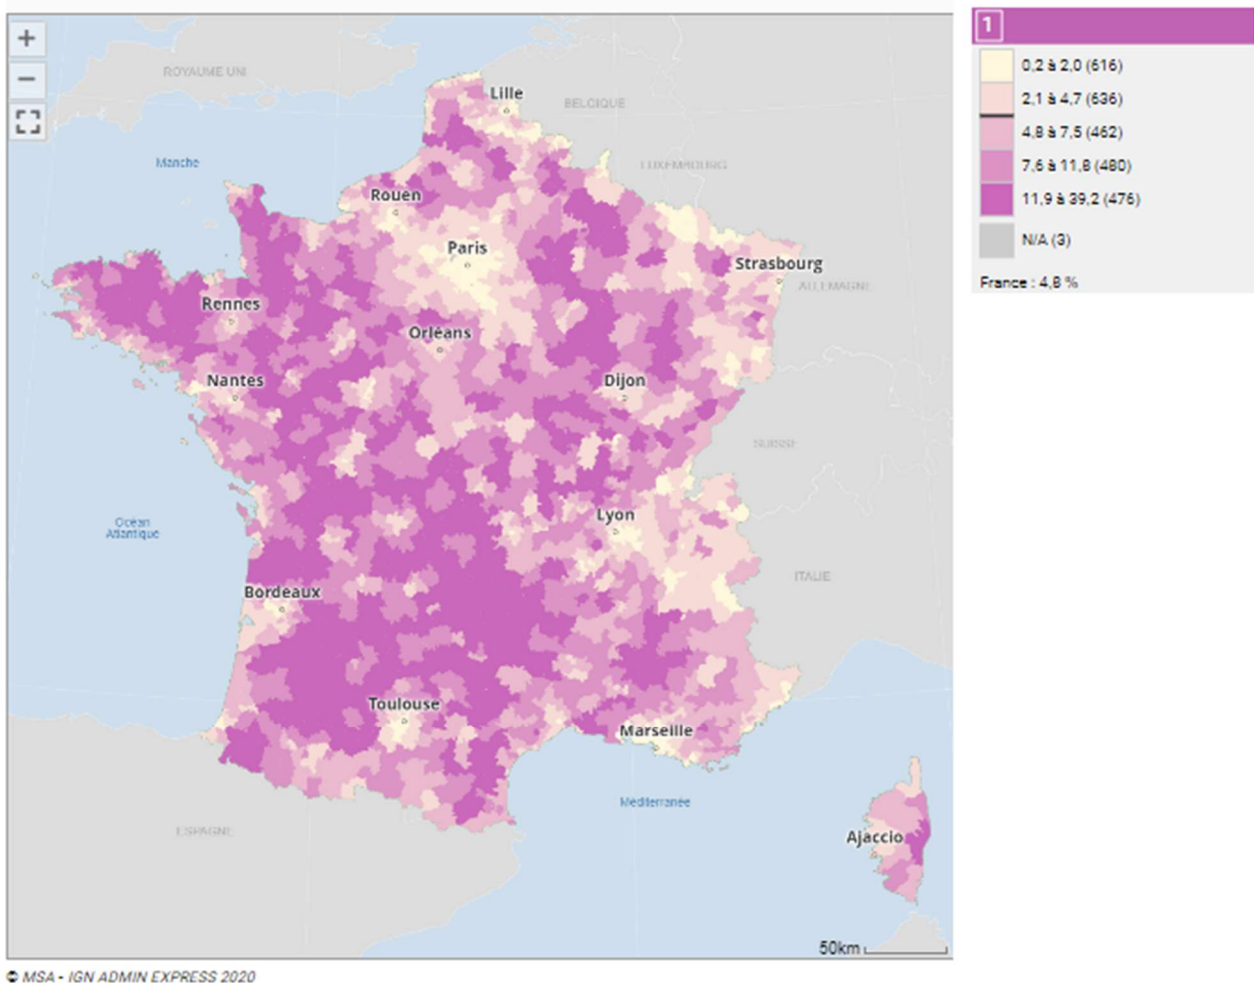 +
−
ROYAUME UNI
BELGIQUE
LUXEMBOURG
Manche
Lille
Rouen
Paris
Strasbourg
ALLEMAGNE
Rennes
Orléans
Nantes
Dijon
SUISSE
Océan
Atlantique
Lyon
ITALIE
Bordeaux
Toulouse
Marseille
Méditerranée
ESPAGNE
Ajaccio
50km
1
0,2 à 2,0 (616)
2,1 à 4,7 (636)
4,8 à 7,5 (462)
7,6 à 11,8 (480)
11,9 à 39,2 (476)
N/A (3)
France : 4,8 %
© MSA - IGN ADMIN EXPRESS 2020